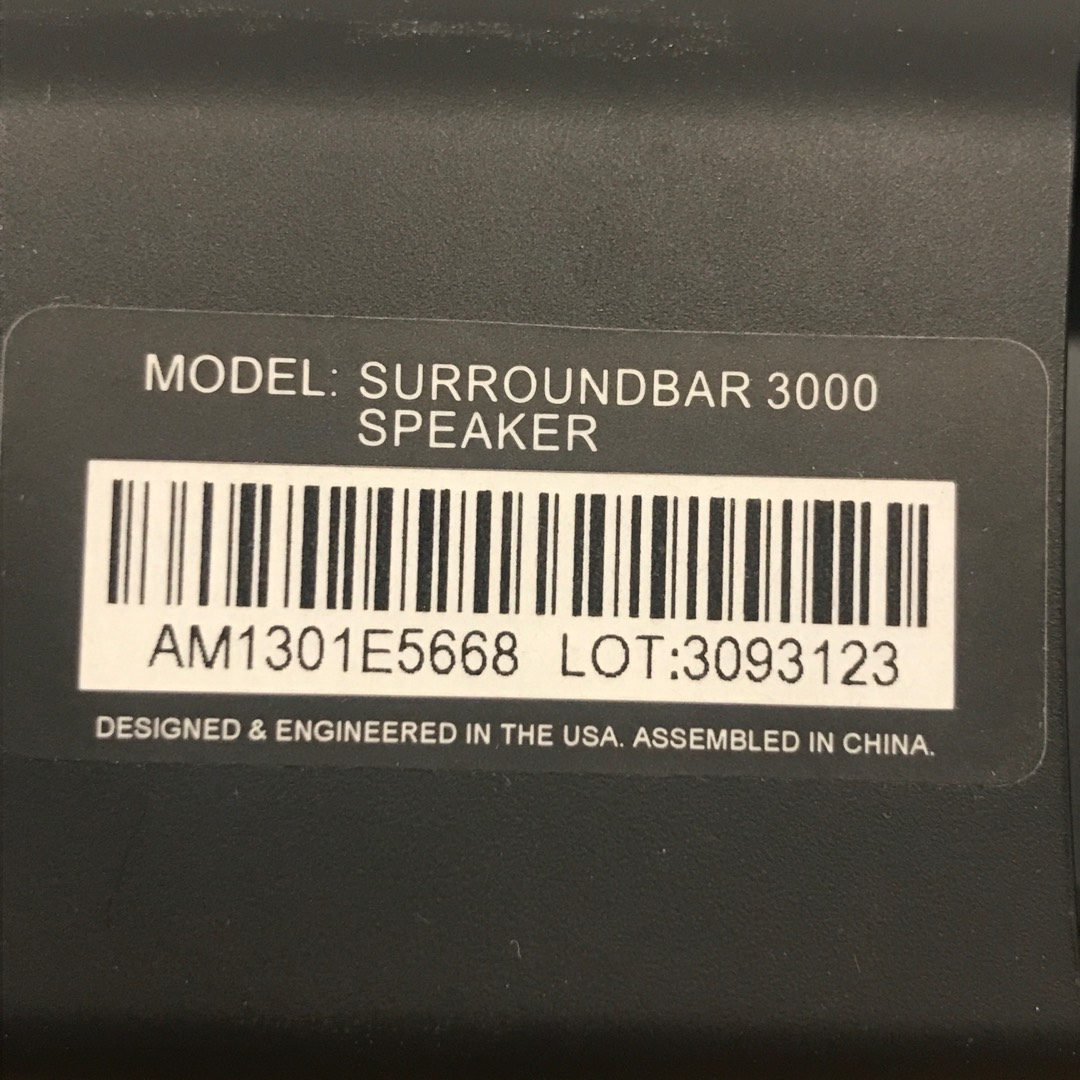 MODEL: SURROUNDBAR 3000
SPEAKER
AM1301E5668 LOT:3093123
DESIGNED & ENGINEERED IN THE USA. ASSEMBLED IN CHINA.